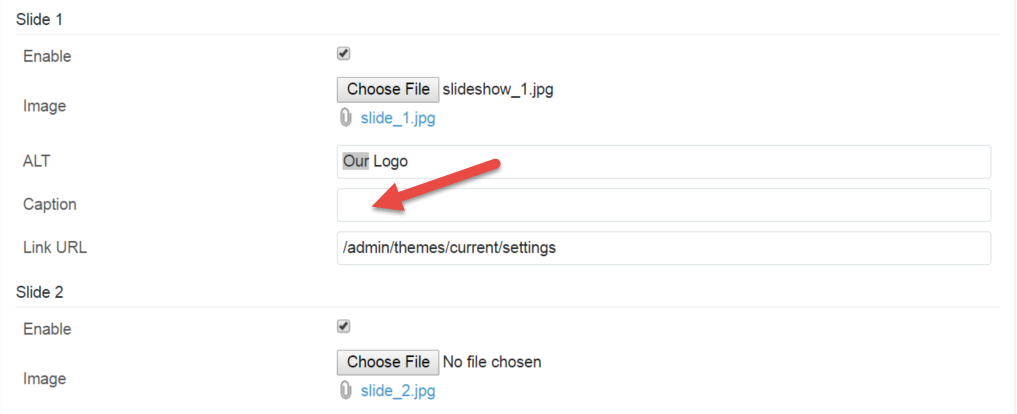 Slide 1
Enable
Image
Choose File slideshow_1.jpg
slide_1.jpg
ALT
Our Logo
Caption
Link URL
/admin/themes/current/settings
Slide 2
Enable
Image
Choose File No file chosen
slide_2.jpg